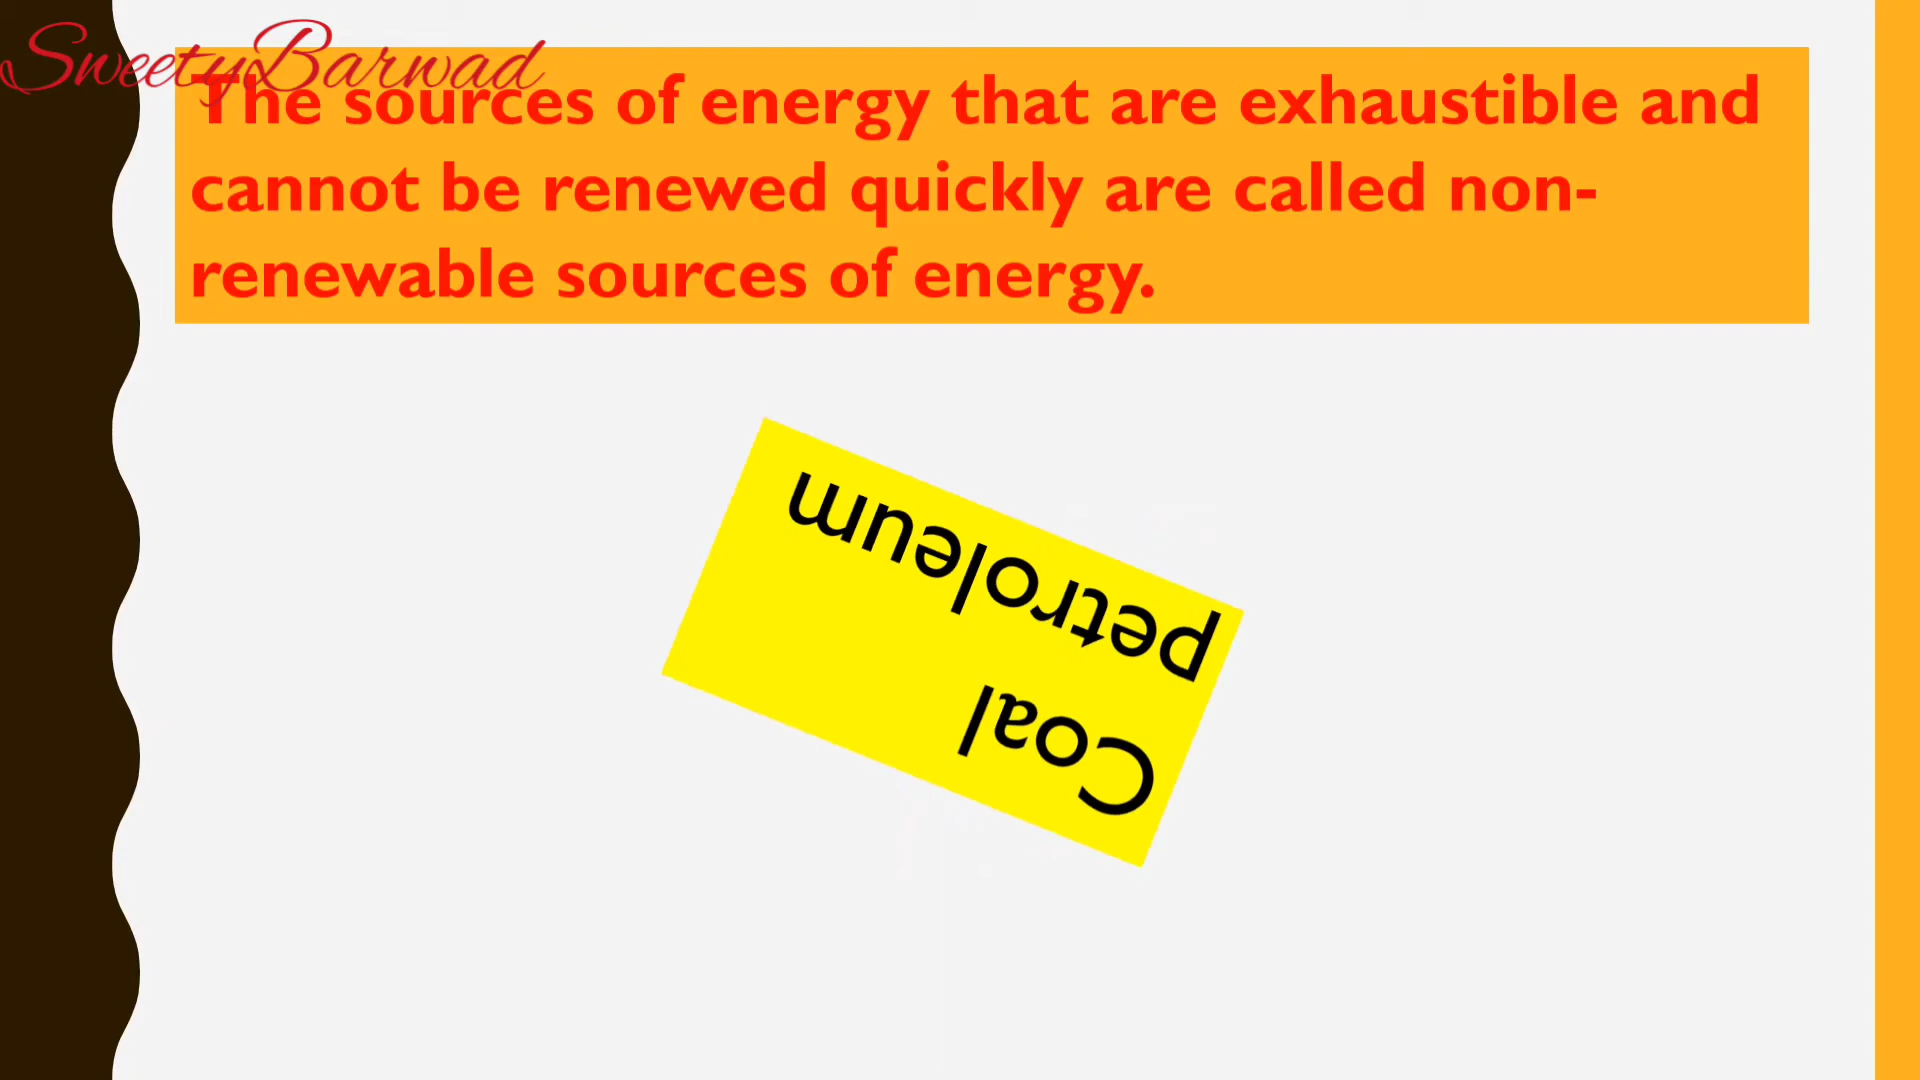 SweetyBarwad
The sources of energy that are exhaustible and
cannot be renewed quickly are called non-
renewable sources of energy.
Coal
petroleum